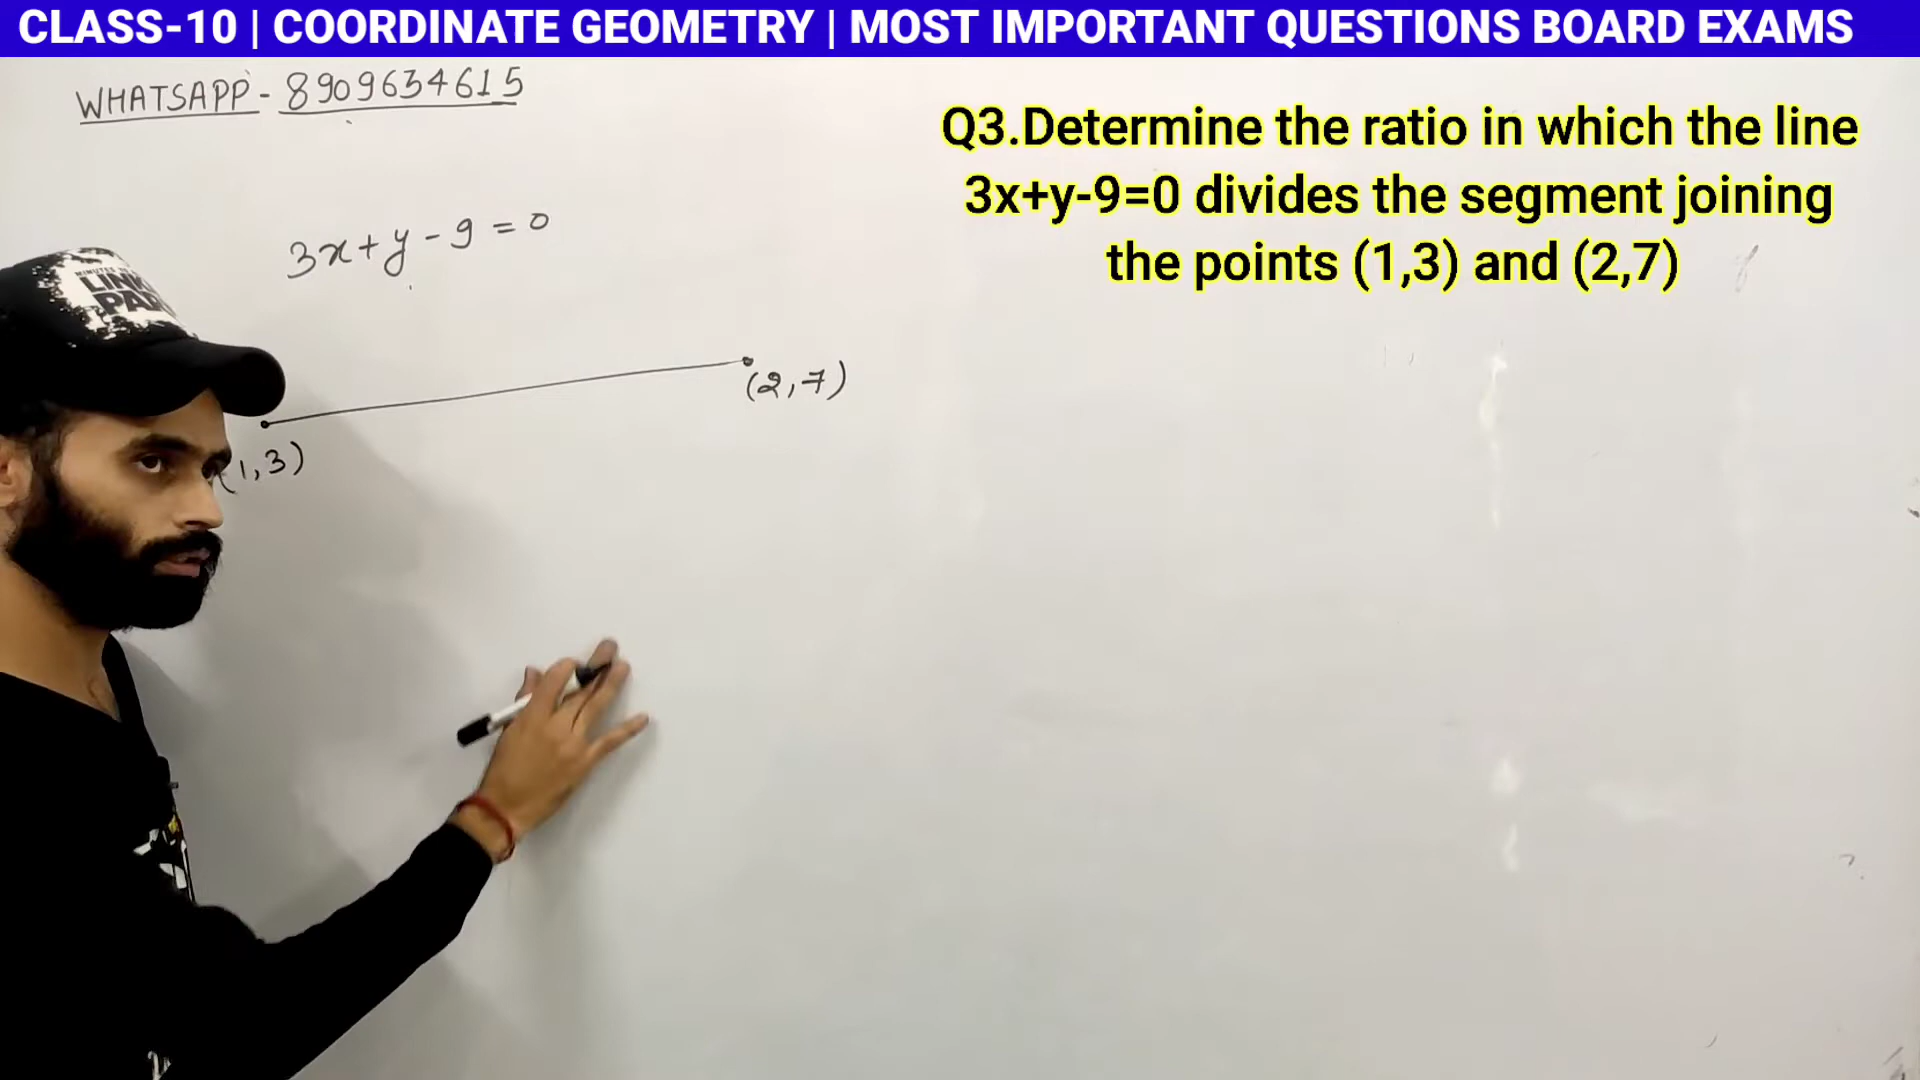 CLASS-10 | COORDINATE GEOMETRY | MOST IMPORTANT QUESTIONS BOARD EXAMS
WHATSAPP - 8909634615
Q3.Determine the ratio in which the line
3x+y-9=0 divides the segment joining
the points (1,3) and (2,7)
3x+y-9=0
(2,7)
(1,3)
LINK
PAR